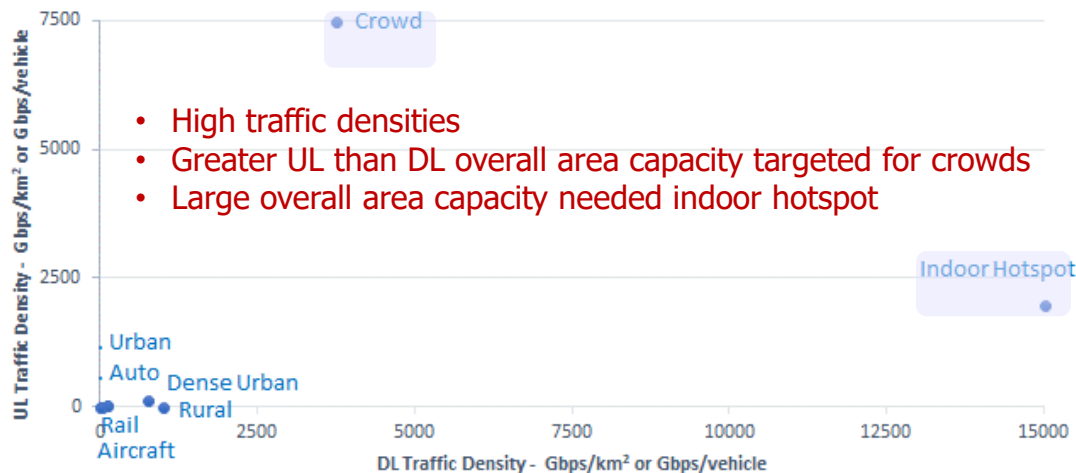 7500
Crowd
• High traffic densities
• Greater UL than DL overall area capacity targeted for crowds
• Large overall area capacity needed indoor hotspot
5000
2500
Indoor Hotspot
. Urban
. Auto
Dense Urban
0
Rural
Rail
Aircraft
0 2500 5000 7500 10000 12500 15000
UL Traffic Density - Gbps/km² or Gbps/vehicle
DL Traffic Density - Gbps/km² or Gbps/vehicle